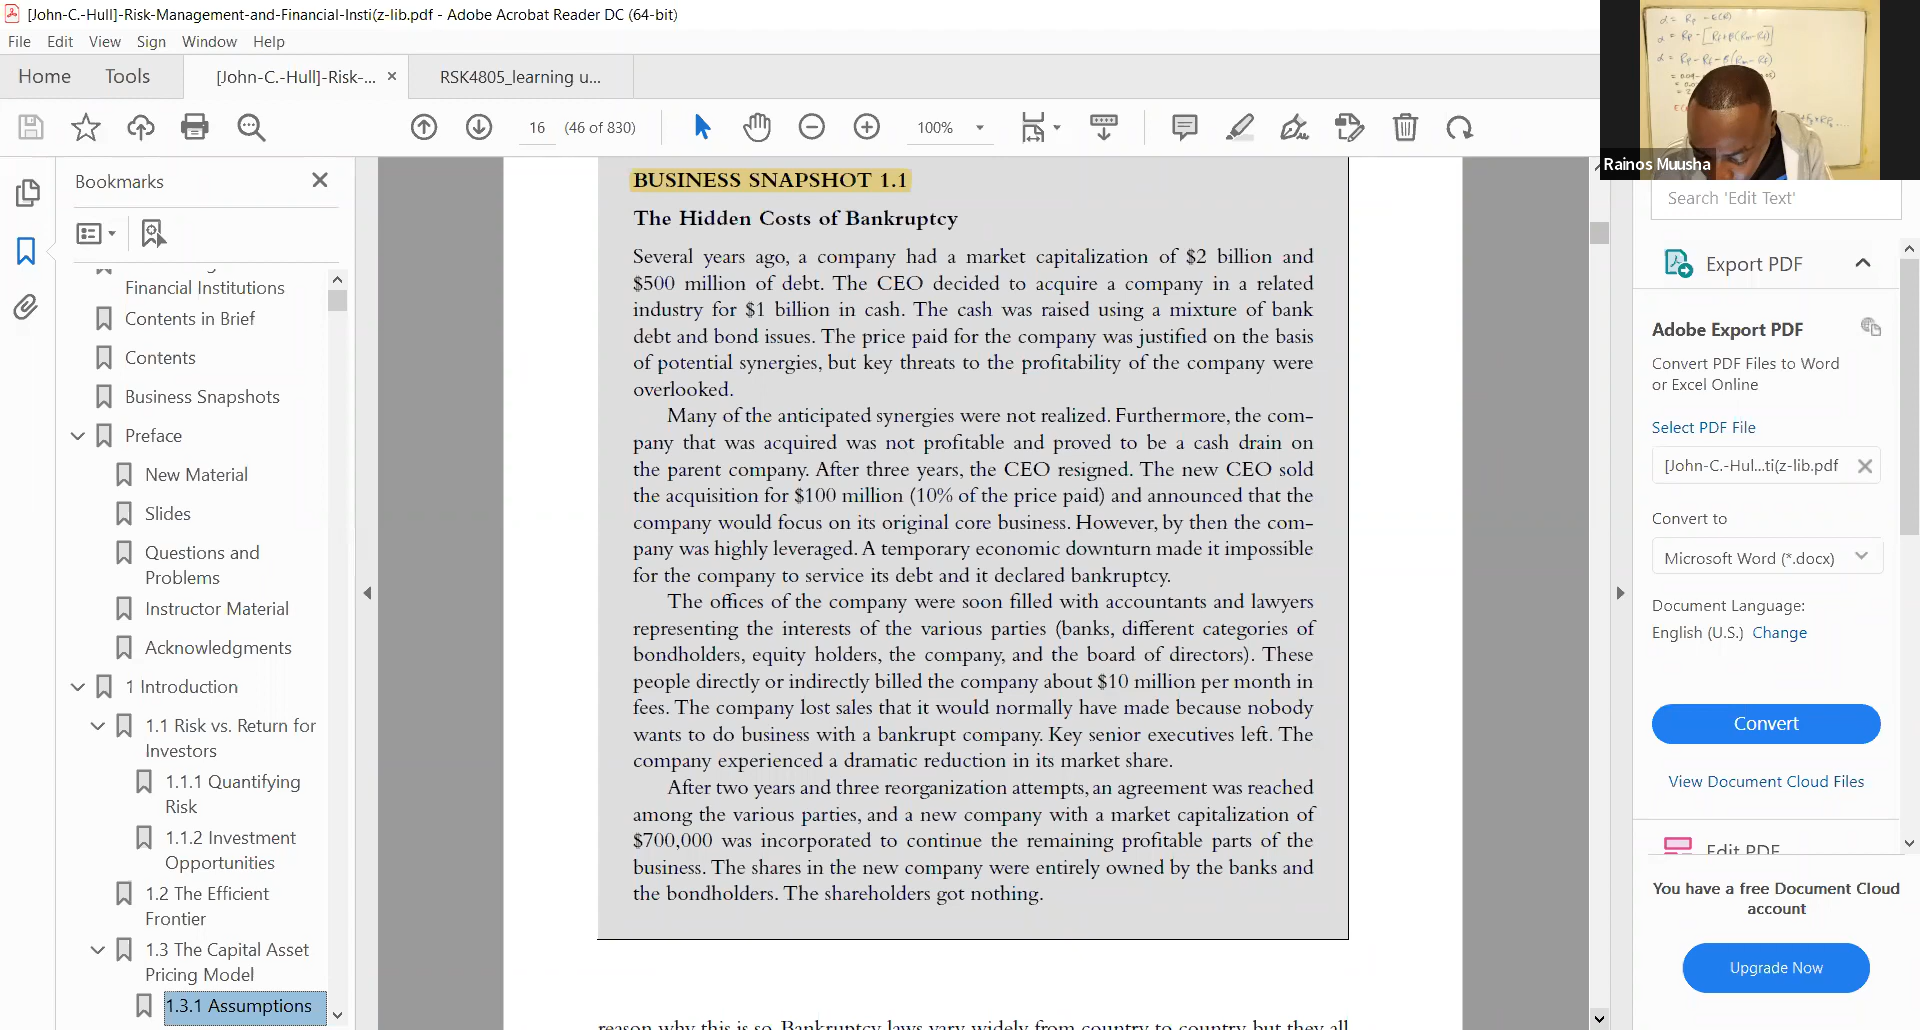 [John-C.-Hull]-Risk-Management-and-Financial-Insti(z-lib.pdf - Adobe Acrobat Reader DC (64-bit)
File Edit View Sign Window Help
Home Tools [John-C.-Hull]-Risk-... × RSK4805_learning u...
16 (46 of 830) 100%
Rainos Muusha
Bookmarks
Financial Institutions
Contents in Brief
Contents
Business Snapshots
Preface
New Material
Slides
Questions and
Problems
Instructor Material
Acknowledgments
1 Introduction
1.1 Risk vs. Return for
Investors
1.1.1 Quantifying
Risk
1.1.2 Investment
Opportunities
1.2 The Efficient
Frontier
1.3 The Capital Asset
Pricing Model
1.3.1 Assumptions
BUSINESS SNAPSHOT 1.1
The Hidden Costs of Bankruptcy
Several years ago, a company had a market capitalization of $2 billion and
$500 million of debt. The CEO decided to acquire a company in a related
industry for $1 billion in cash. The cash was raised using a mixture of bank
debt and bond issues. The price paid for the company was justified on the basis
of potential synergies, but key threats to the profitability of the company were
overlooked.
Many of the anticipated synergies were not realized. Furthermore, the com-
pany that was acquired was not profitable and proved to be a cash drain on
the parent company. After three years, the CEO resigned. The new CEO sold
the acquisition for $100 million (10% of the price paid) and announced that the
company would focus on its original core business. However, by then the com-
pany was highly leveraged. A temporary economic downturn made it impossible
for the company to service its debt and it declared bankruptcy.
The offices of the company were soon filled with accountants and lawyers
representing the interests of the various parties (banks, different categories of
bondholders, equity holders, the company, and the board of directors). These
people directly or indirectly billed the company about $10 million per month in
fees. The company lost sales that it would normally have made because nobody
wants to do business with a bankrupt company. Key senior executives left. The
company experienced a dramatic reduction in its market share.
After two years and three reorganization attempts, an agreement was reached
among the various parties, and a new company with a market capitalization of
$700,000 was incorporated to continue the remaining profitable parts of the
business. The shares in the new company were entirely owned by the banks and
the bondholders. The shareholders got nothing.
reason why this is so. Bankruptcy laws vary widely from country to country but they all
Search 'Edit Text'
Export PDF
Adobe Export PDF
Convert PDF Files to Word
or Excel Online
Select PDF File
[John-C.-Hul...ti(z-lib.pdf
Convert to
Microsoft Word (*.docx)
Document Language:
English (U.S.) Change
Convert
View Document Cloud Files
Edit PDF
You have a free Document Cloud
account
Upgrade Now